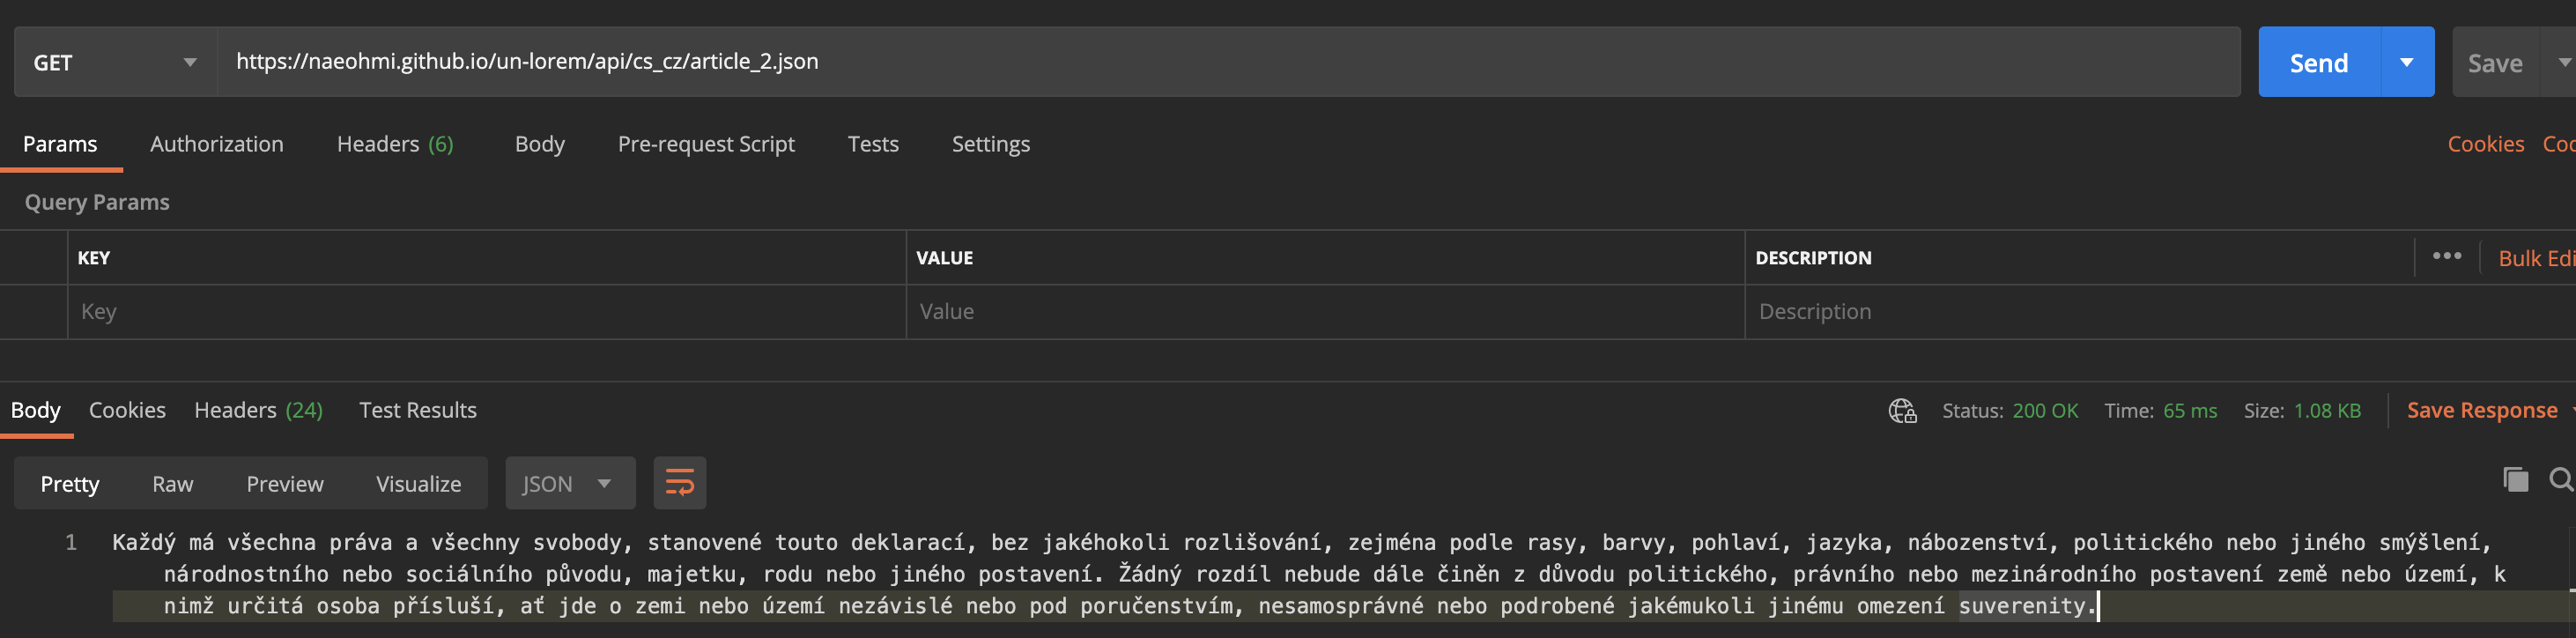 GET https://naeohmi.github.io/un-lorem/api/cs_cz/article_2.json Send Save
Params Authorization Headers (6) Body Pre-request Script Tests Settings Cookies
Query Params
KEY VALUE DESCRIPTION ••• Bulk
Key Value Description
Body Cookies Headers (24) Test Results Status: 200 OK Time: 65 ms Size: 1.08 KB Save Response
Pretty Raw Preview Visualize JSON
1 Každý má všechna práva a všechny svobody, stanovené touto deklarací, bez jakéhokoli rozlišování, zejména podle rasy, barvy, pohlaví, jazyka, nábozenství, politického nebo jiného smýšlení,
národnostního nebo sociálního původu, majetku, rodu nebo jiného postavení. Žádný rozdíl nebude dále činěn z důvodu politického, právního nebo mezinárodního postavení země nebo území, k
nimž určitá osoba přísluší, ať jde o zemi nebo území nezávislé nebo pod poručenstvím, nesamosprávné nebo podrobené jakémukoli jinému omezení suverenity.